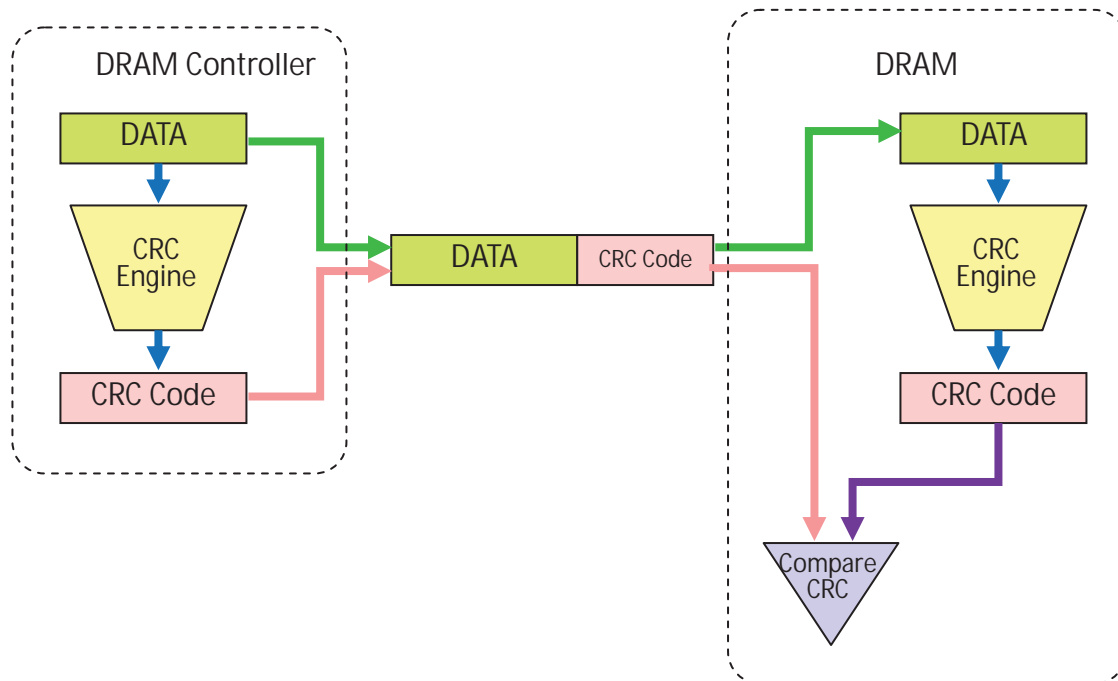 DRAM Controller
DATA
CRC
Engine
CRC Code
DATA
CRC Code
DRAM
DATA
CRC
Engine
CRC Code
Compare
CRC